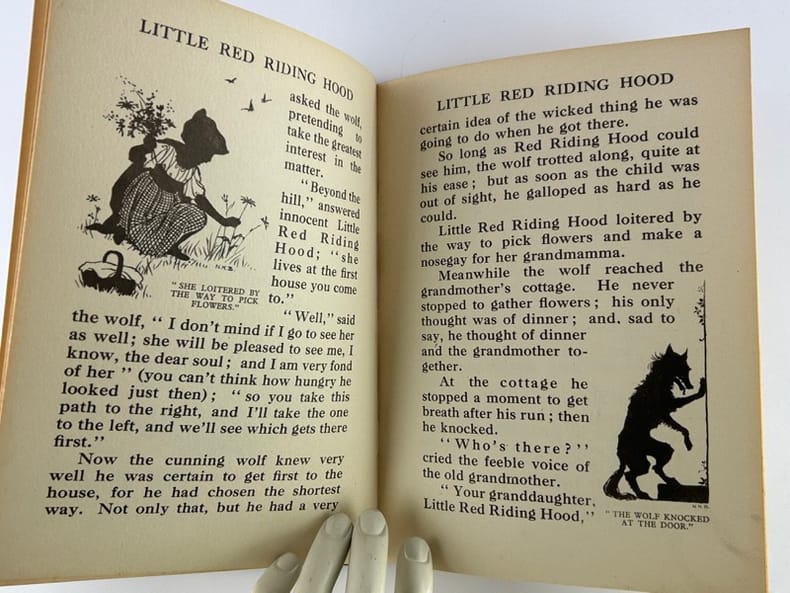 LITTLE RED RIDING HOOD
asked the wolf,
pretending to
take the greatest
interest in the
matter.
"Beyond the
hill," answered
innocent Little
Red Riding
Hood; "she
lives at the first
house you come
to."
"SHE LOITERED BY
THE WAY TO PICK
FLOWERS."
"Well," said
the wolf, "I don't mind if I go to see her
as well; she will be pleased to see me, I
know, the dear soul; and I am very fond
of her" (you can't think how hungry he
looked just then); "so you take this
path to the right, and I'll take the one
to the left, and we'll see which gets there
first."
Now the cunning wolf knew very
well he was certain to get first to the
house, for he had chosen the shortest
way. Not only that, but he had a very
LITTLE RED RIDING HOOD
certain idea of the wicked thing he was
going to do when he got there.
So long as Red Riding Hood could
see him, the wolf trotted along, quite at
his ease; but as soon as the child was
out of sight, he galloped as hard as he
could.
Little Red Riding Hood loitered by
the way to pick flowers and make a
nosegay for her grandmamma.
Meanwhile the wolf reached the
grandmother's cottage. He never
stopped to gather flowers; his only
thought was of dinner; and, sad to
say, he thought of dinner
and the grandmother to-
gether.
At the cottage he
stopped a moment to get
breath after his run; then
he knocked.
"Who's there?"
cried the feeble voice of
the old grandmother.
"Your granddaughter,
Little Red Riding Hood,"
"THE WOLF KNOCKED
AT THE DOOR."